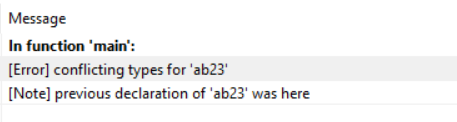 Message
In function 'main':
[Error] conflicting types for 'ab23'
[Note] previous declaration of 'ab23' was here